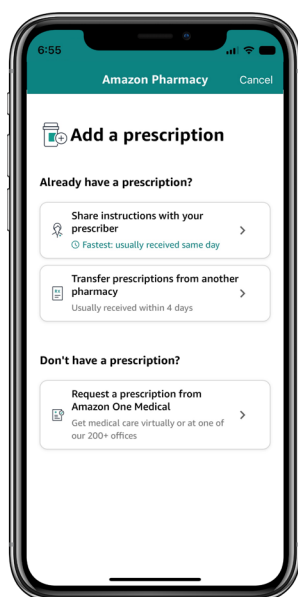 6:55
Amazon Pharmacy Cancel
Add a prescription
Already have a prescription?
Share instructions with your
prescriber
Fastest: usually received same day
Transfer prescriptions from another
pharmacy
Usually received within 4 days
Don't have a prescription?
Request a prescription from
Amazon One Medical
Get medical care virtually or at one of
our 200+ offices